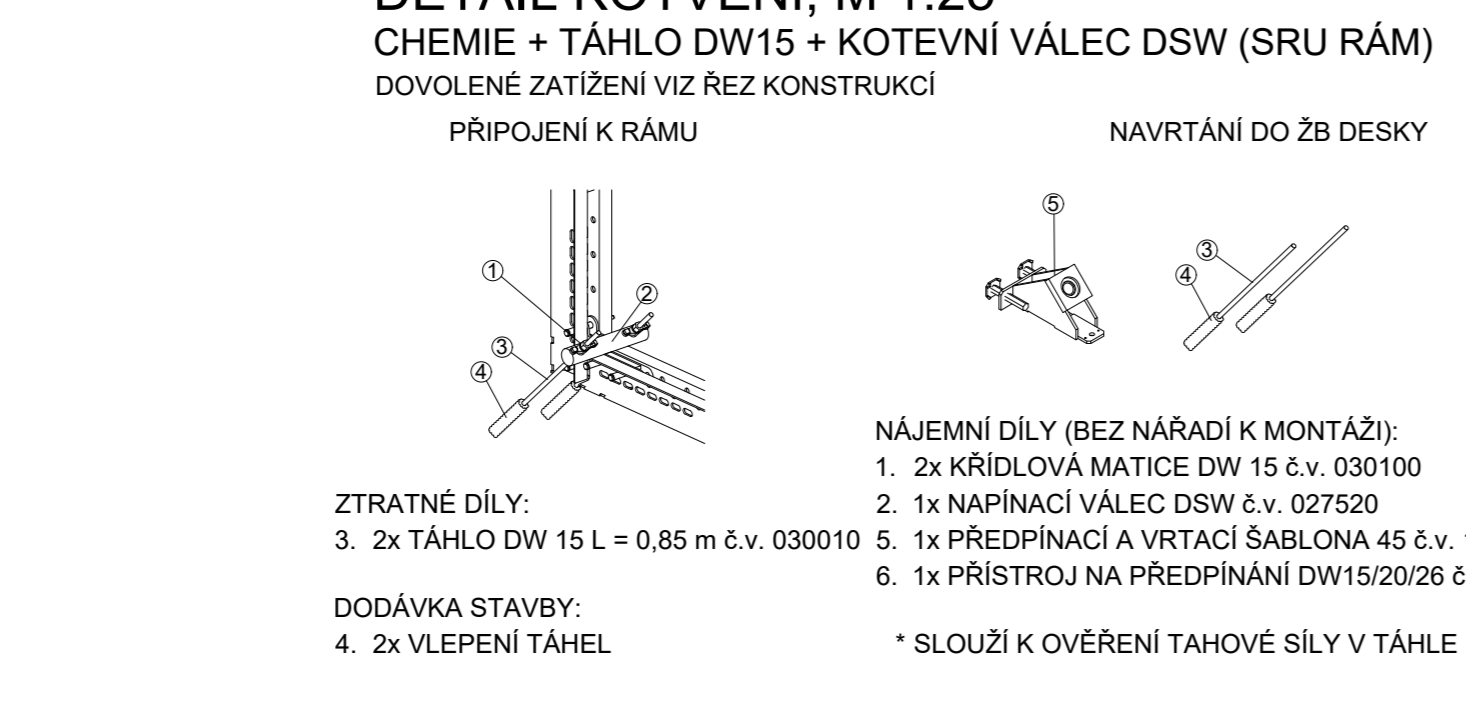 DETAIL KOTVENÍ, M 1:25
CHEMIE + TÁHLO DW15 + KOTEVNÍ VÁLEC DSW (SRU RÁM)
DOVOLENÉ ZATÍŽENÍ VIZ ŘEZ KONSTRUKCÍ
PŘIPOJENÍ K RÁMU
NAVRTÁNÍ DO ŽB DESKY
1
2
3
4
5
3
4
NÁJEMNÍ DÍLY (BEZ NÁŘADÍ K MONTÁŽI):
1. 2x KŘÍDLOVÁ MATICE DW 15 č.v. 030100
2. 1x NAPÍNACÍ VÁLEC DSW č.v. 027520
5. 1x PŘEDPÍNACÍ A VRTACÍ ŠABLONA 45 č.v.
6. 1x PŘÍSTROJ NA PŘEDPÍNÁNÍ DW15/20/26 č
* SLOUŽÍ K OVĚŘENÍ TAHOVÉ SÍLY V TÁHLE
ZTRATNÉ DÍLY:
3. 2x TÁHLO DW 15 L = 0,85 m č.v. 030010
DODÁVKA STAVBY:
4. 2x VLEPENÍ TÁHEL